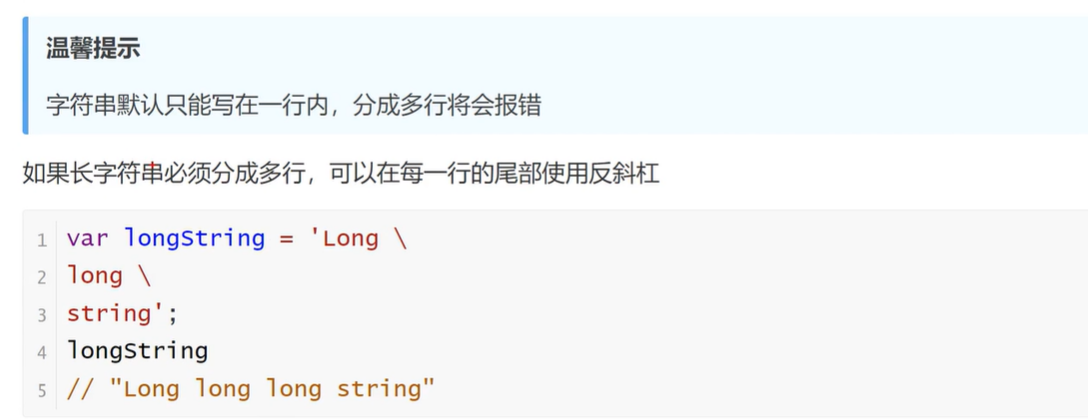 温馨提示
字符串默认只能写在一行内，分成多行将会报错
如果长字符串必须分成多行，可以在每一行的尾部使用反斜杠
1 var longString = 'Long \
2 long \
3 string';
4 longString
5 // "Long long long string"